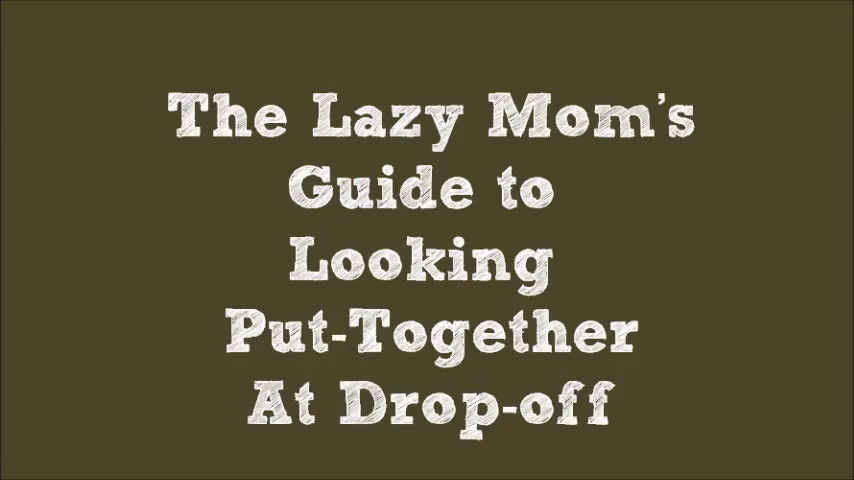 The Lazy Mom's
Guide to
Looking
Put-Together
At Drop-off